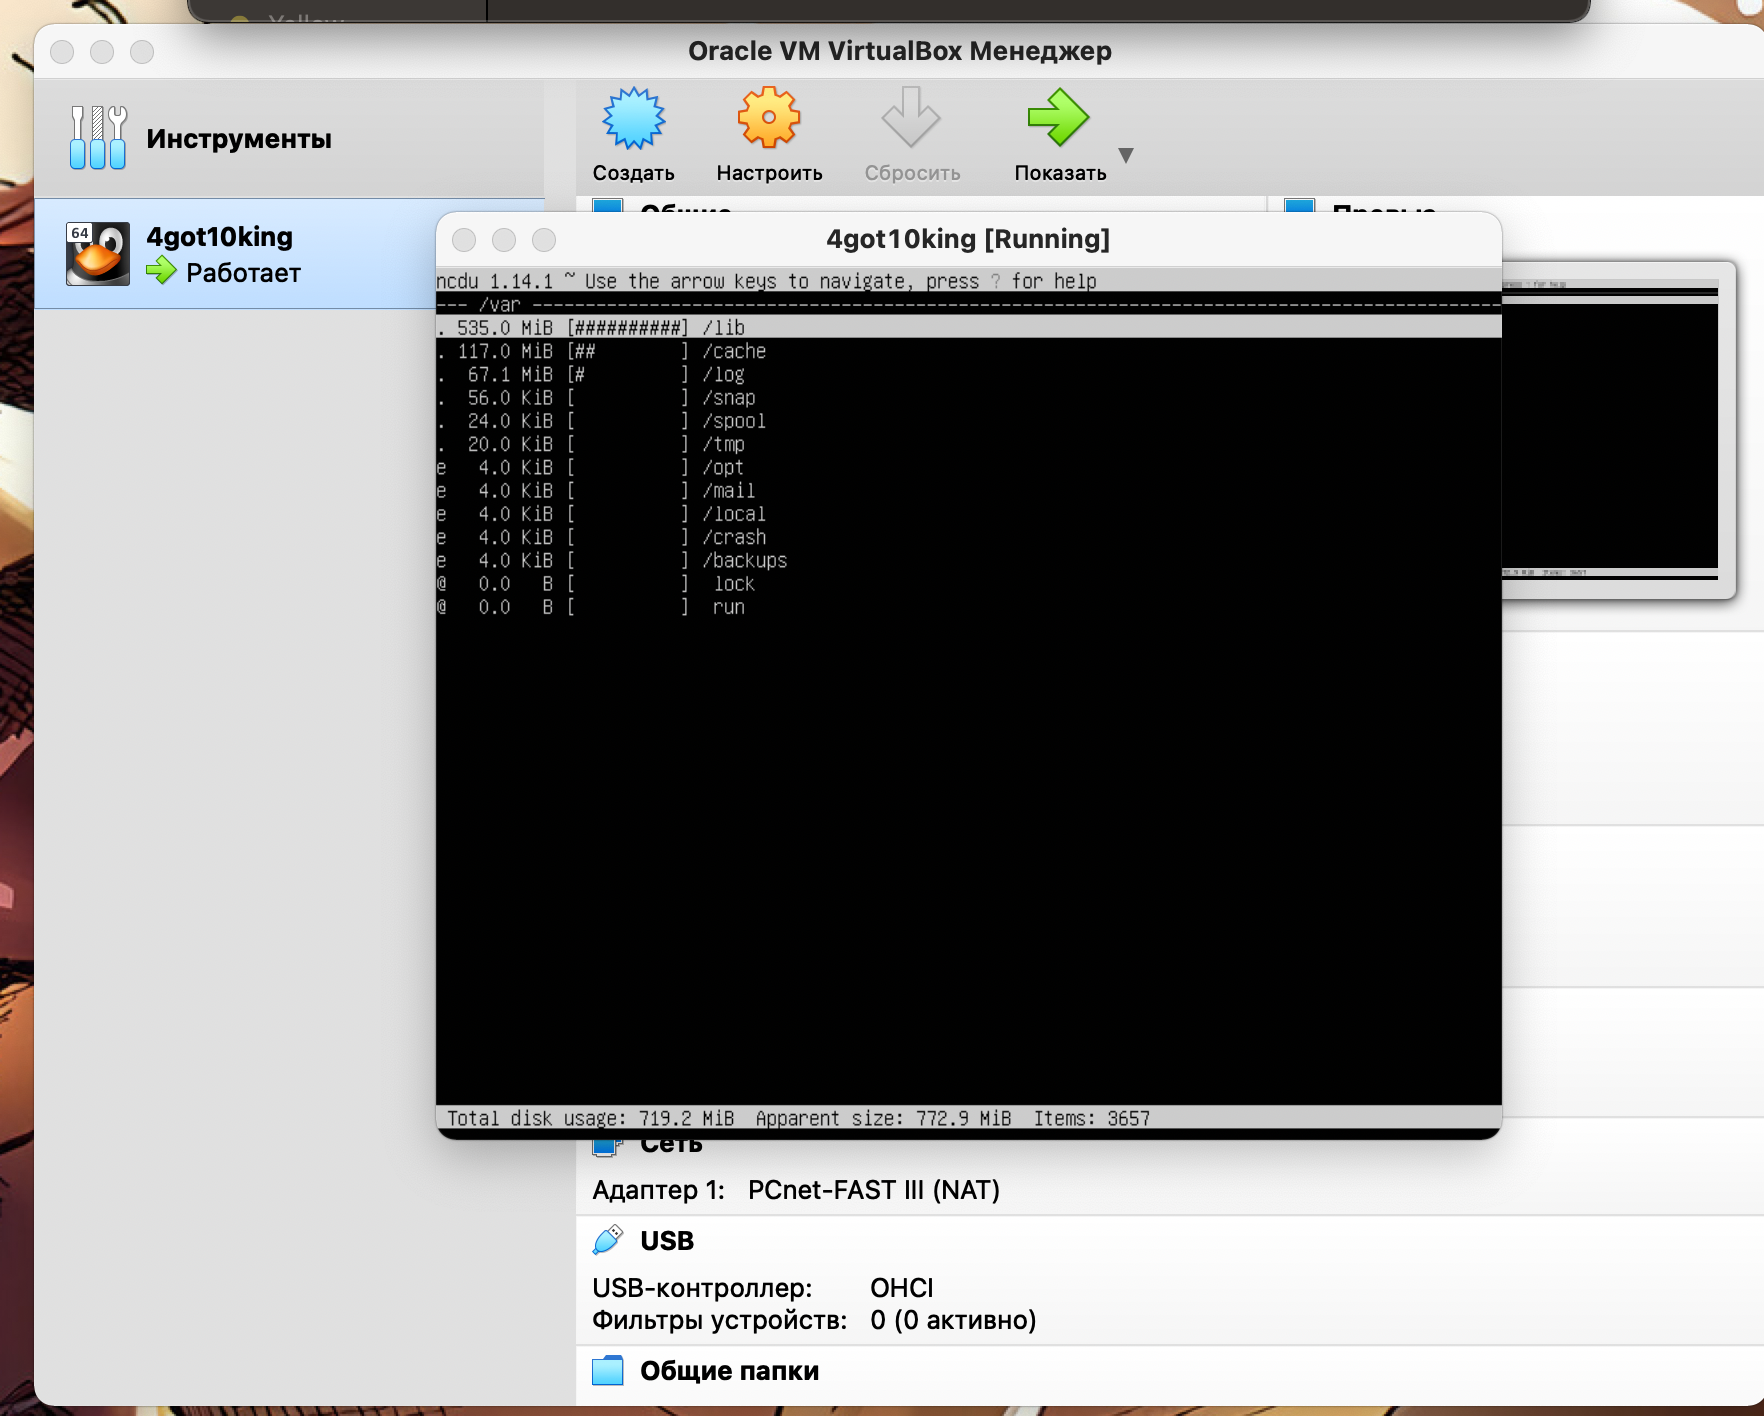 Yellow
Oracle VM VirtualBox Менеджер
Инструменты
Создать
Настроить
Сбросить
Показать
64
4got10king
Работает
Общие
4got10king [Running]
ncdu 1.14.1 ~ Use the arrow keys to navigate, press ? for help
--- /var ----------------------------------------------------------------------------------------
. 535.0 MiB [##########] /lib
. 117.0 MiB [##        ] /cache
.  67.1 MiB [#         ] /log
.  56.0 KiB [          ] /snap
.  24.0 KiB [          ] /spool
.  20.0 KiB [          ] /tmp
e   4.0 KiB [          ] /opt
e   4.0 KiB [          ] /mail
e   4.0 KiB [          ] /local
e   4.0 KiB [          ] /crash
e   4.0 KiB [          ] /backups
@   0.0   B [          ]  lock
@   0.0   B [          ]  run
Total disk usage: 719.2 MiB  Apparent size: 772.9 MiB  Items: 3657
Сеть
Адаптер 1: PCnet-FAST III (NAT)
USB
USB-контроллер: OHCI
Фильтры устройств: 0 (0 активно)
Общие папки